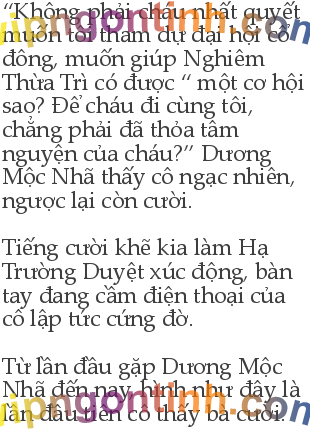 “Không phải cháu nhất quyết
muốn tôi tham dự đại hội cổ
đông, muốn giúp Nghiêm
Thừa Trì có được “ một cơ hội
sao? Để cháu đi cùng tôi,
chẳng phải đã thỏa tâm
nguyện của cháu?” Dương
Mộc Nhã thấy cô ngạc nhiên,
ngược lại còn cười.
Tiếng cười khẽ kia làm Hạ
Trường Duyệt xúc động, bàn
tay đang cầm điện thoại của
cô lập tức cứng đờ.
Từ lần đầu gặp Dương Mộc
Nhã đến nay, hình như đây là
lần đầu tiên cô thấy bà cười.